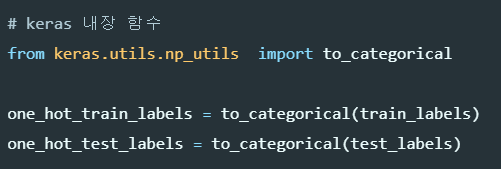 # keras 내장 함수
from keras.utils.np_utils  import to_categorical
one_hot_train_labels = to_categorical(train_labels)
one_hot_test_labels = to_categorical(test_labels)